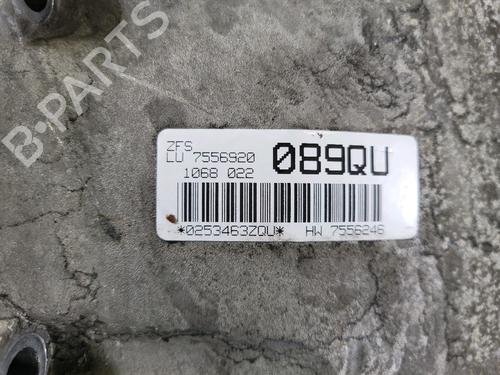 B-PARTS
ZFS
LU 7556920
1068 022
089QU
*0253463ZQU*
HW 7556246